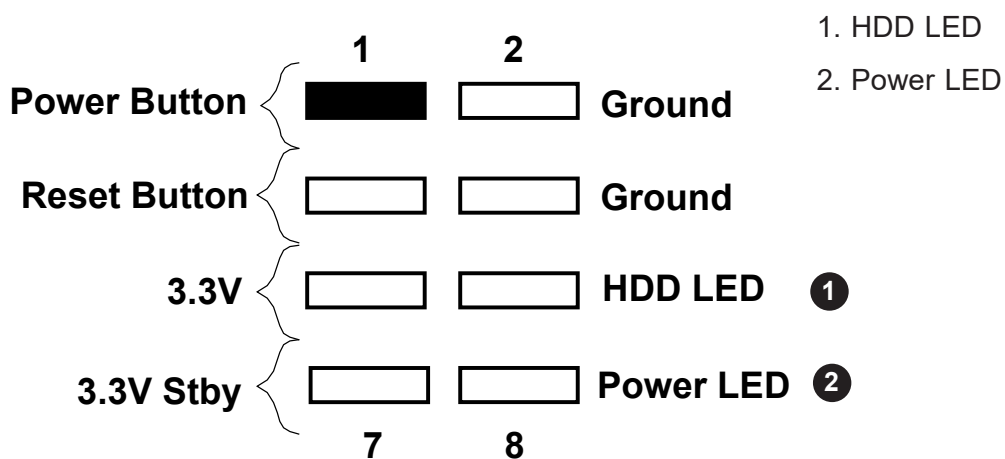 1. HDD LED
2. Power LED
1 2
Power Button Ground
Reset Button Ground
3.3V HDD LED 1
3.3V Stby Power LED 2
7 8